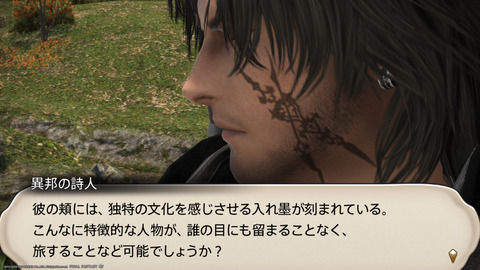 異邦の詩人
彼の頬には、独特の文化を感じさせる入れ墨が刻まれている。
こんなに特徴的な人物が、誰の目にも留まることなく、
旅することなど可能でしょうか？